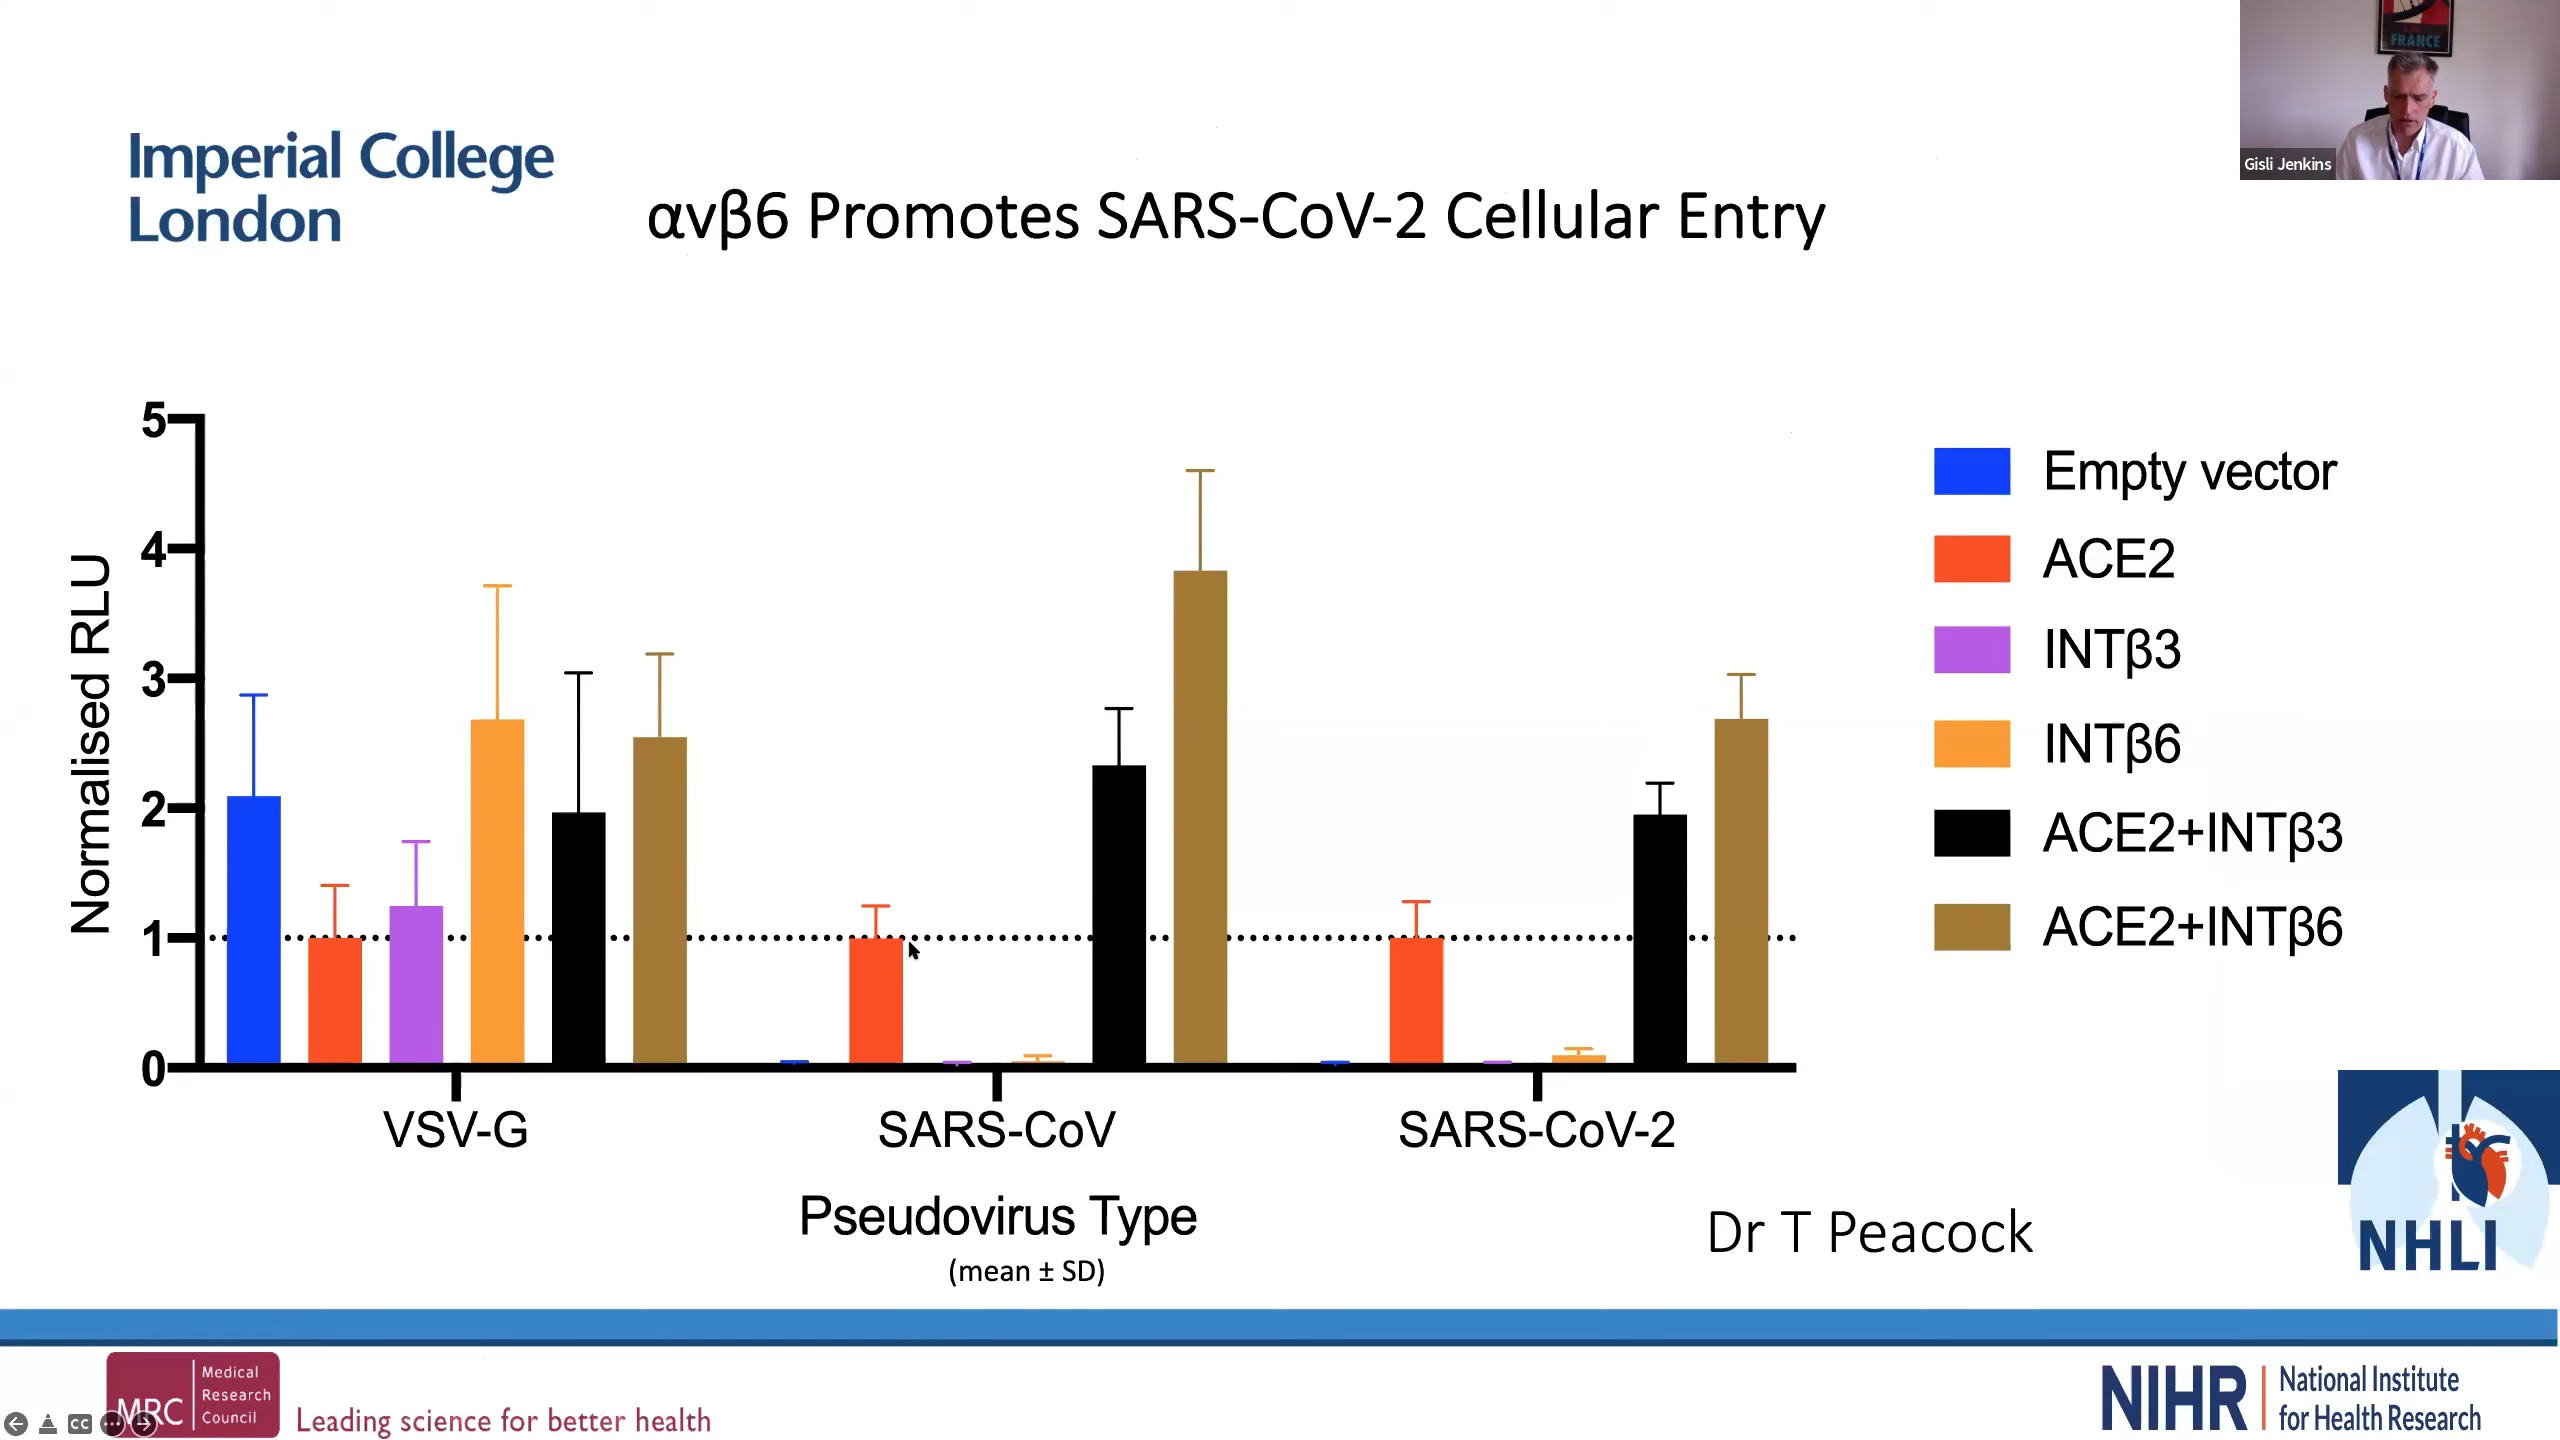 FRANCE
Gisli Jenkins
Imperial College
London
αvβ6 Promotes SARS-CoV-2 Cellular Entry
Normalised RLU
5
4
3
2
1
0
VSV-G
SARS-CoV
SARS-CoV-2
Pseudovirus Type
(mean ± SD)
Empty vector
ACE2
INTβ3
INTβ6
ACE2+INTβ3
ACE2+INTβ6
Dr T Peacock
NHLI
MRC
Medical
Research
Council
Leading science for better health
CC
NIHR
National Institute
for Health Research